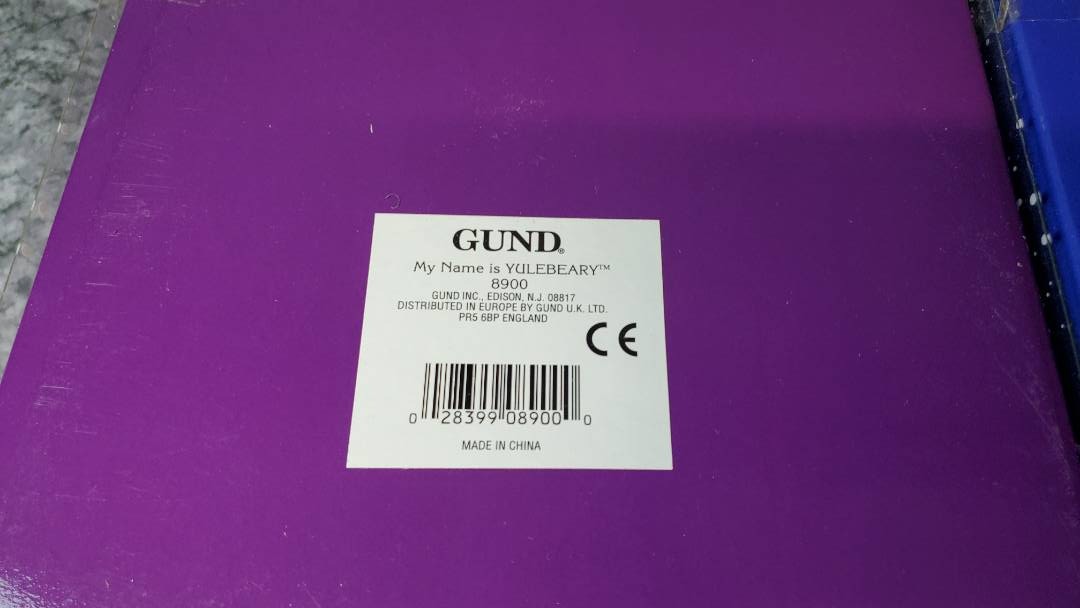 GUND®
My Name is YULEBEARY™
8900
GUND INC., EDISON, N.J. 08817
DISTRIBUTED IN EUROPE BY GUND U.K. LTD.
PR5 6BP ENGLAND
CE
0 28399 08900 0
MADE IN CHINA